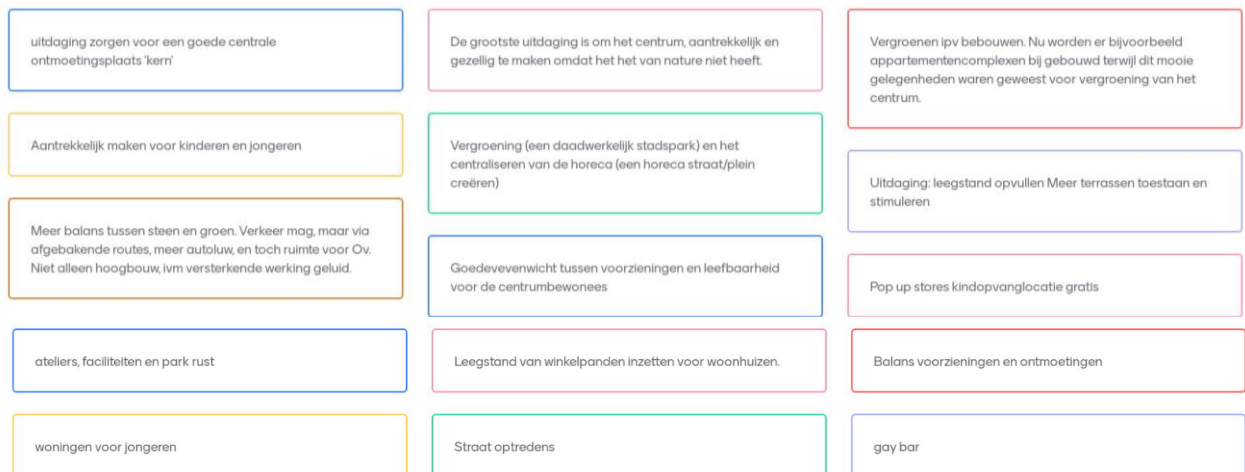 uitdaging zorgen voor een goede centrale
ontmoetingsplaats 'kern'
Aantrekkelijk maken voor kinderen en jongeren
Meer balans tussen steen en groen. Verkeer mag, maar via
afgebakende routes, meer autoluw, en toch ruimte voor Ov.
Niet alleen hoogbouw, ivm versterkende werking geluid.
De grootste uitdaging is om het centrum, aantrekkelijk en
gezellig te maken omdat het het van nature niet heeft.
Vergroening (een daadwerkelijk stadspark) en het
centraliseren van de horeca (een horeca straat/plein
creëren)
Goedevevenwicht tussen voorzieningen en leefbaarheid
voor de centrumbewonees
Vergroenen ipv bebouwen. Nu worden er bijvoorbeeld
appartementencomplexen bij gebouwd terwijl dit mooie
gelegenheden waren geweest voor vergroening van het
centrum.
Uitdaging: leegstand opvullen Meer terrassen toestaan en
stimuleren
Pop up stores kindopvanglocatie gratis
ateliers, faciliteiten en park rust
Leegstand van winkelpanden inzetten voor woonhuizen.
Balans voorzieningen en ontmoetingen
woningen voor jongeren
Straat optredens
gay bar